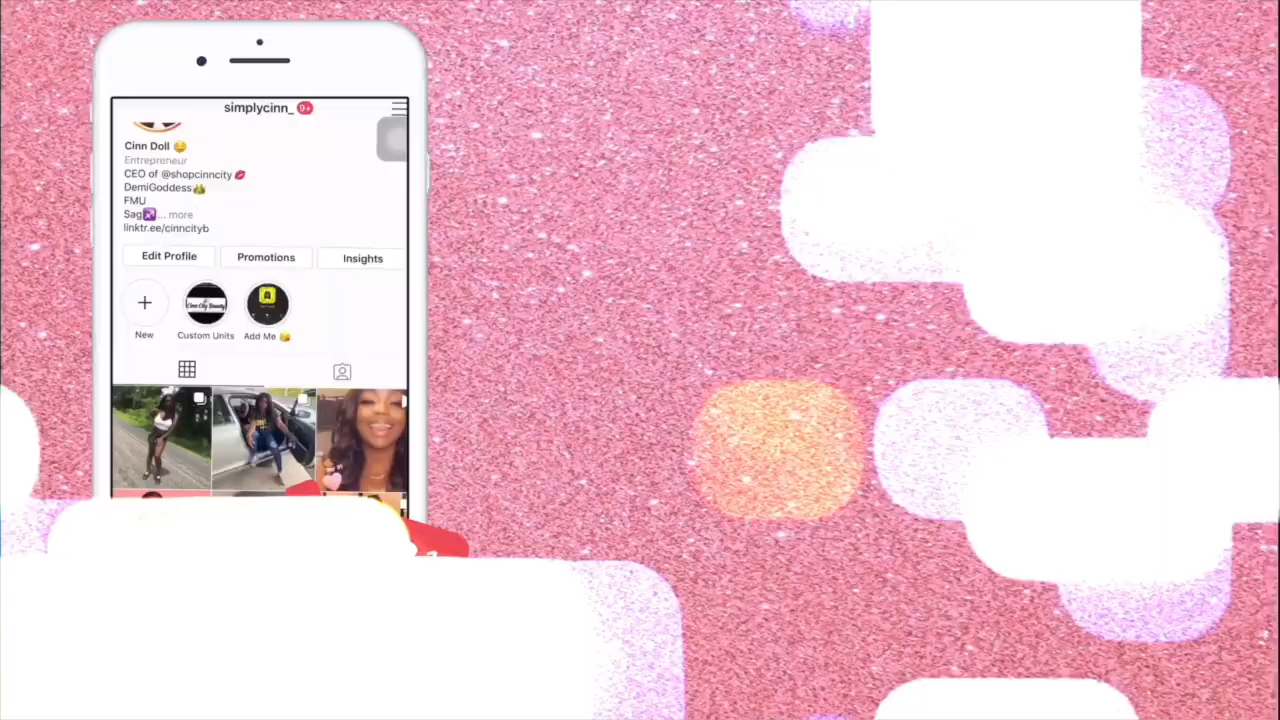 simplycinn_ 9+
Cinn Doll 😊
Entrepreneur
CEO of @shopcinncity💋
DemiGoddess👑
FMU
Sag♐... more
linktr.ee/cinncityb
Edit Profile
Promotions
Insights
New
Custom Units
Add Me 😘